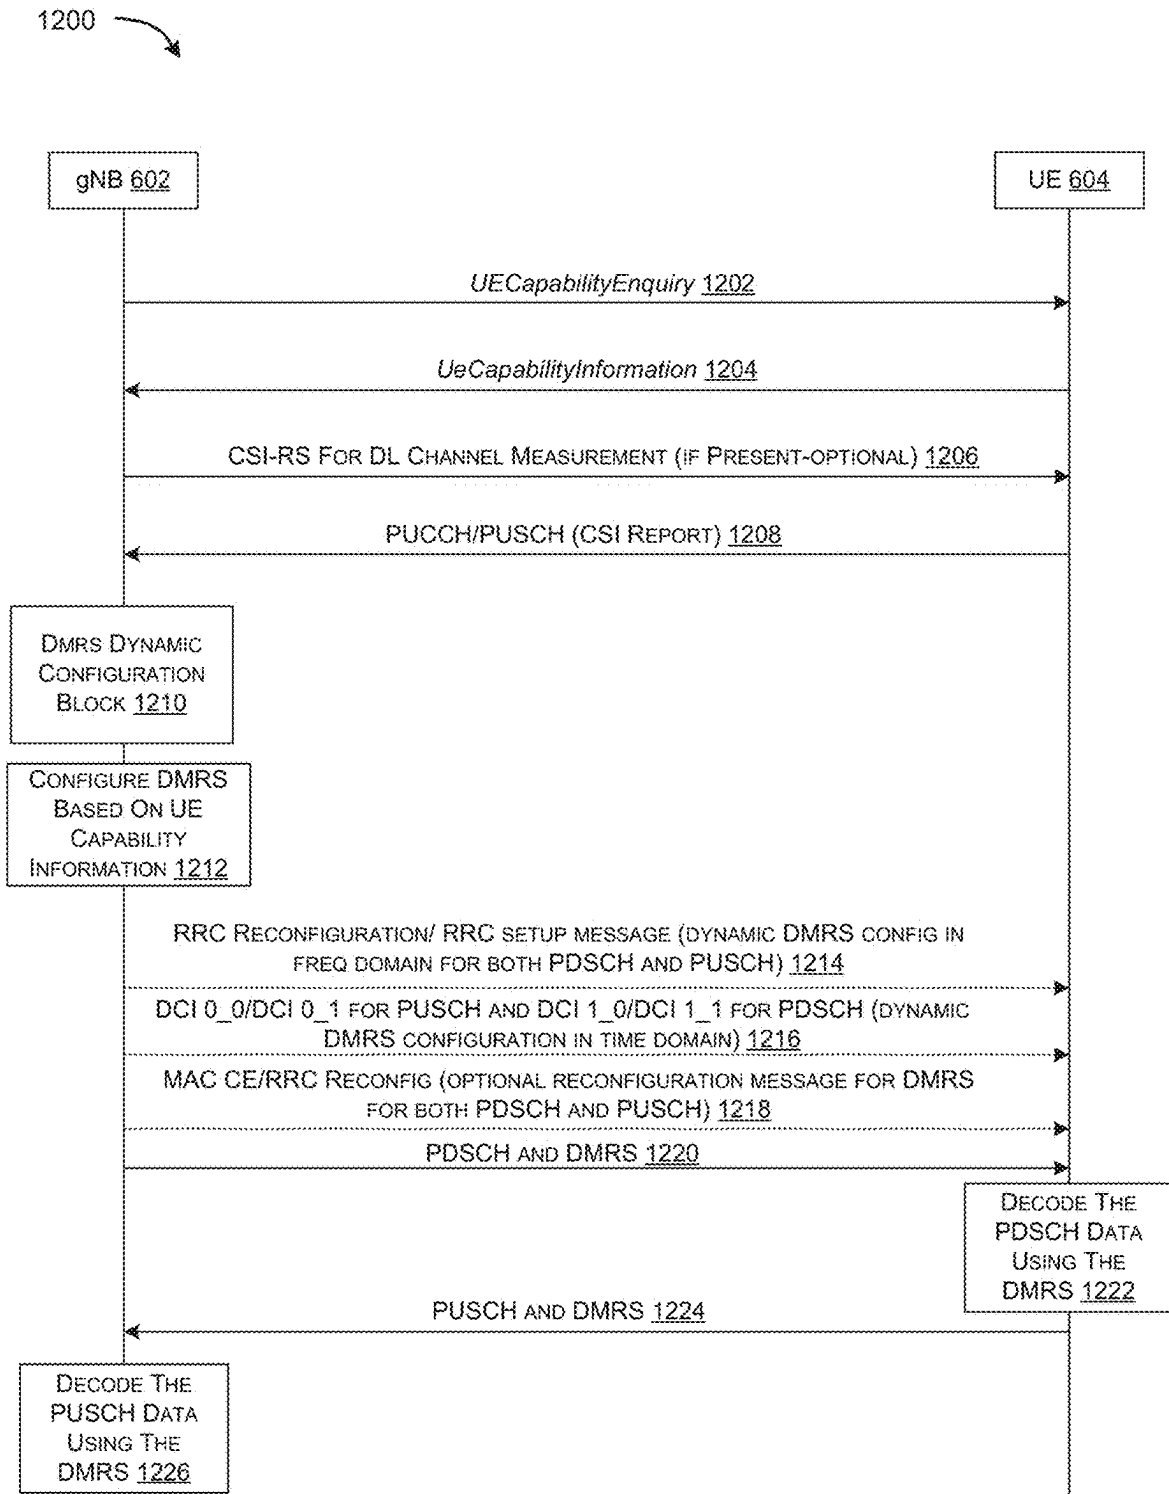 1200
gNB 602
UE 604
UECapabilityEnquiry 1202
UeCapabilityInformation 1204
CSI-RS FOR DL CHANNEL MEASUREMENT (IF PRESENT-OPTIONAL) 1206
PUCCH/PUSCH (CSI REPORT) 1208
DMRS DYNAMIC
CONFIGURATION
BLOCK 1210
CONFIGURE DMRS
BASED ON UE
CAPABILITY
INFORMATION 1212
RRC RECONFIGURATION/ RRC SETUP MESSAGE (DYNAMIC DMRS CONFIG IN
FREQ DOMAIN FOR BOTH PDSCH AND PUSCH) 1214
DCI 0_0/DCI 0_1 FOR PUSCH AND DCI 1_0/DCI 1_1 FOR PDSCH (DYNAMIC
DMRS CONFIGURATION IN TIME DOMAIN) 1216
MAC CE/RRC RECONFIG (OPTIONAL RECONFIGURATION MESSAGE FOR DMRS
FOR BOTH PDSCH AND PUSCH) 1218
PDSCH AND DMRS 1220
DECODE THE
PDSCH DATA
USING THE
DMRS 1222
PUSCH AND DMRS 1224
DECODE THE
PUSCH DATA
USING THE
DMRS 1226